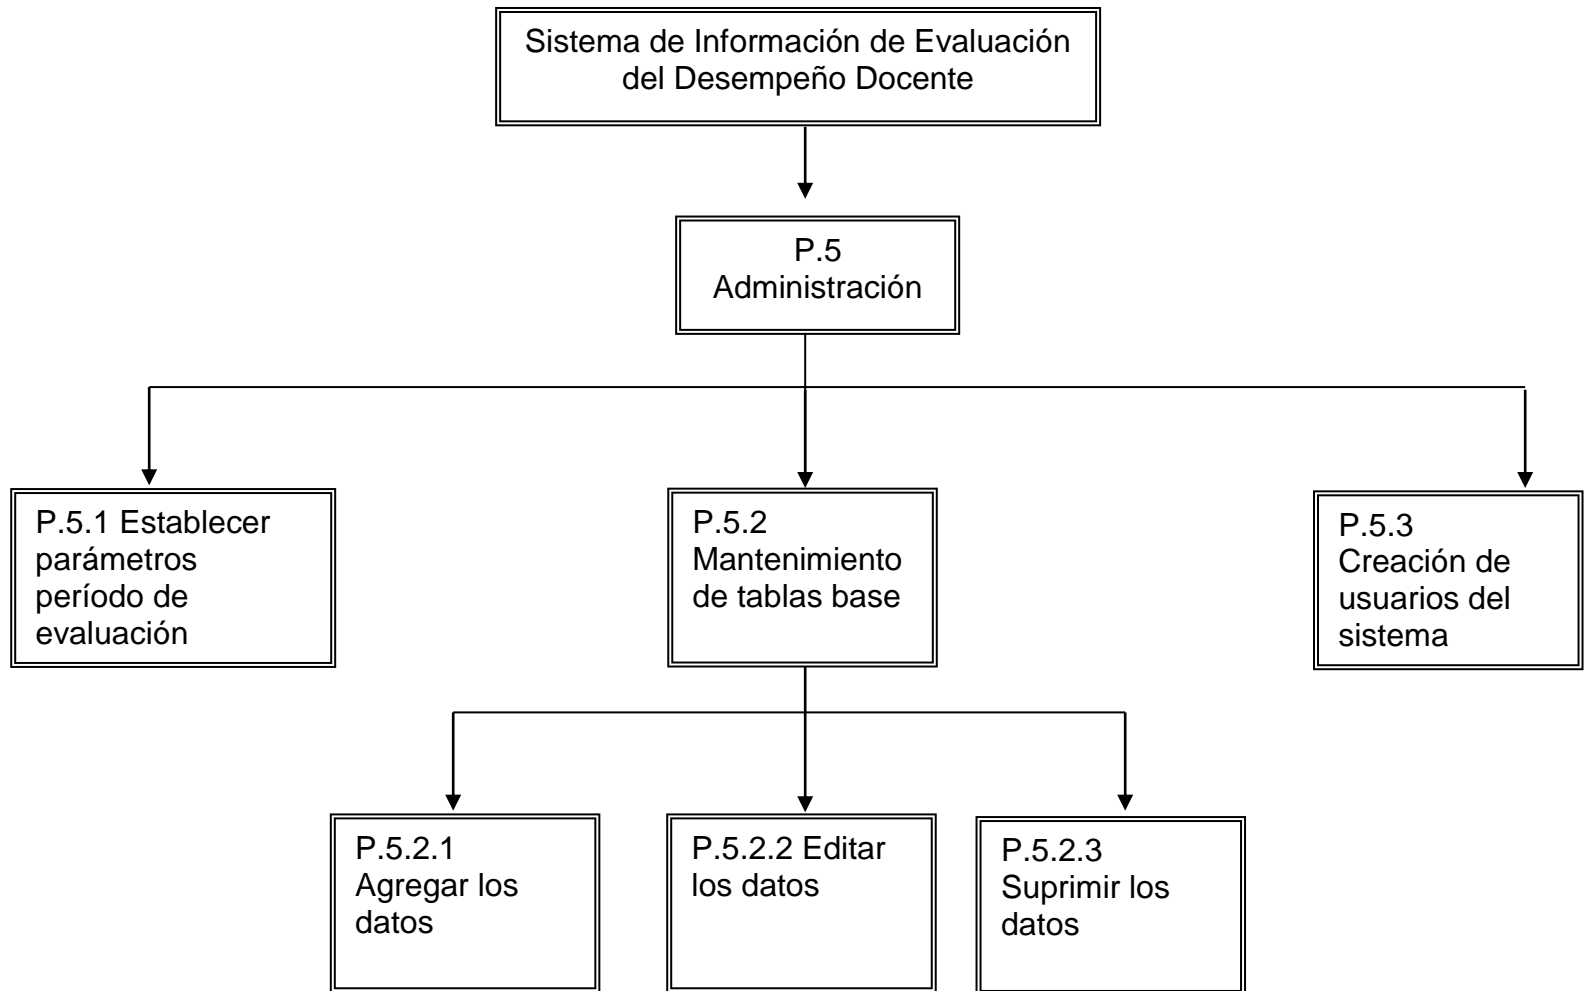 Sistema de Información de Evaluación
del Desempeño Docente
P.5
Administración
P.5.1 Establecer
parámetros
período de
evaluación
P.5.2
Mantenimiento
de tablas base
P.5.3
Creación de
usuarios del
sistema
P.5.2.1
Agregar los
datos
P.5.2.2 Editar
los datos
P.5.2.3
Suprimir los
datos